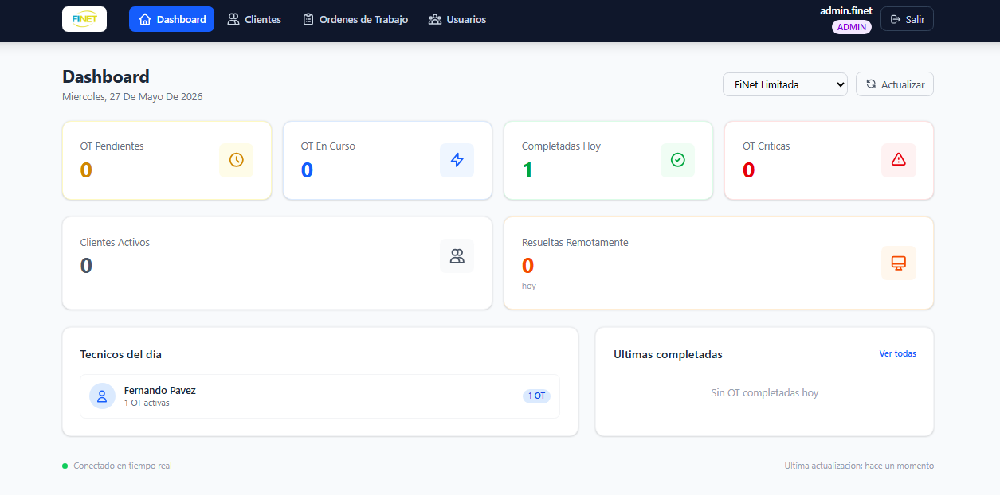 FINET
Dashboard
Clientes
Ordenes de Trabajo
Usuarios
admin.finet
ADMIN
Salir
Dashboard
Miercoles, 27 De Mayo De 2026
FiNet Limitada
Actualizar
OT Pendientes
0
OT En Curso
0
Completadas Hoy
1
OT Criticas
0
Clientes Activos
0
Resueltas Remotamente
0
hoy
Tecnicos del dia
Fernando Pavez
1 OT activas
1 OT
Ultimas completadas
Ver todas
Sin OT completadas hoy
Conectado en tiempo real
Ultima actualizacion: hace un momento